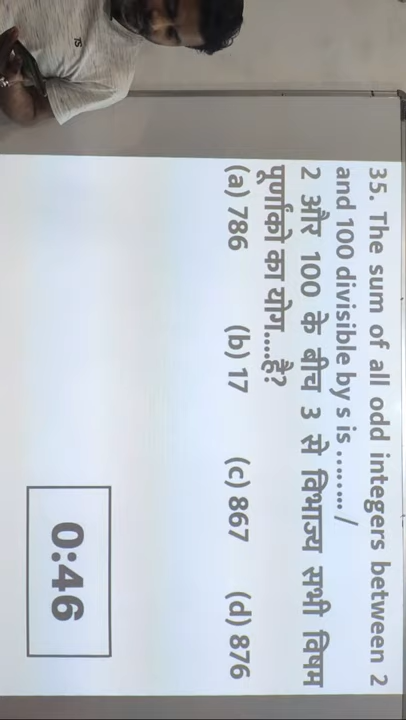 35. The sum of all odd integers between 2
and 100 divisible by s is ....... /
2 और 100 के बीच 3 से विभाज्य सभी विषम
पूर्णांको का योग....है?
(a) 786 (b) 17 (c) 867 (d) 876
0:46